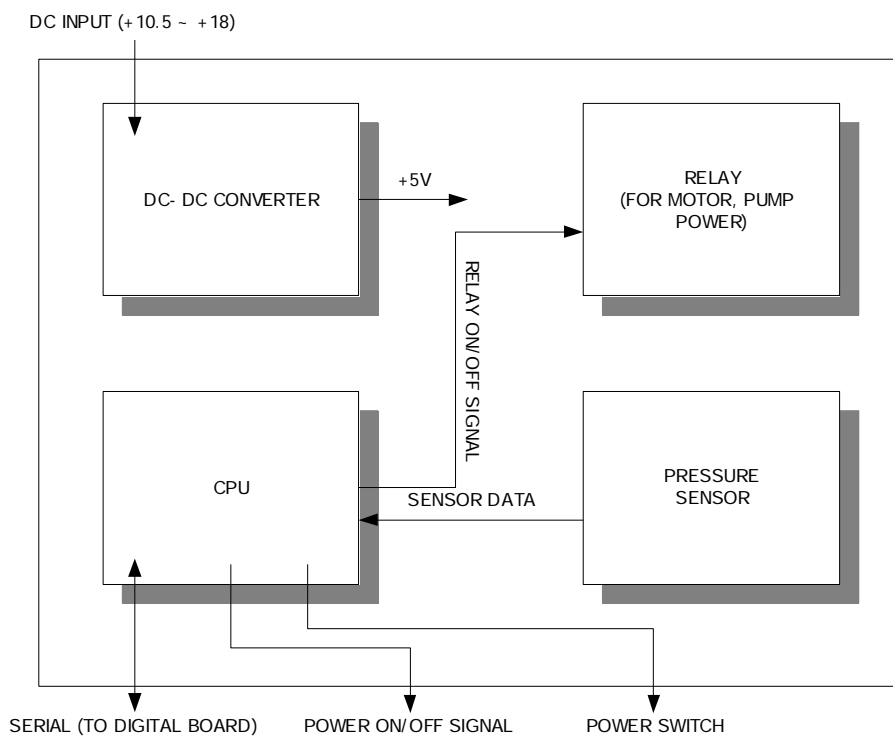 DC INPUT (+10.5 ~ +18)
DC- DC CONVERTER
+5V
RELAY
(FOR MOTOR, PUMP
POWER)
RELAY ON/OFF SIGNAL
CPU
SENSOR DATA
PRESSURE
SENSOR
SERIAL (TO DIGITAL BOARD)
POWER ON/OFF SIGNAL
POWER SWITCH